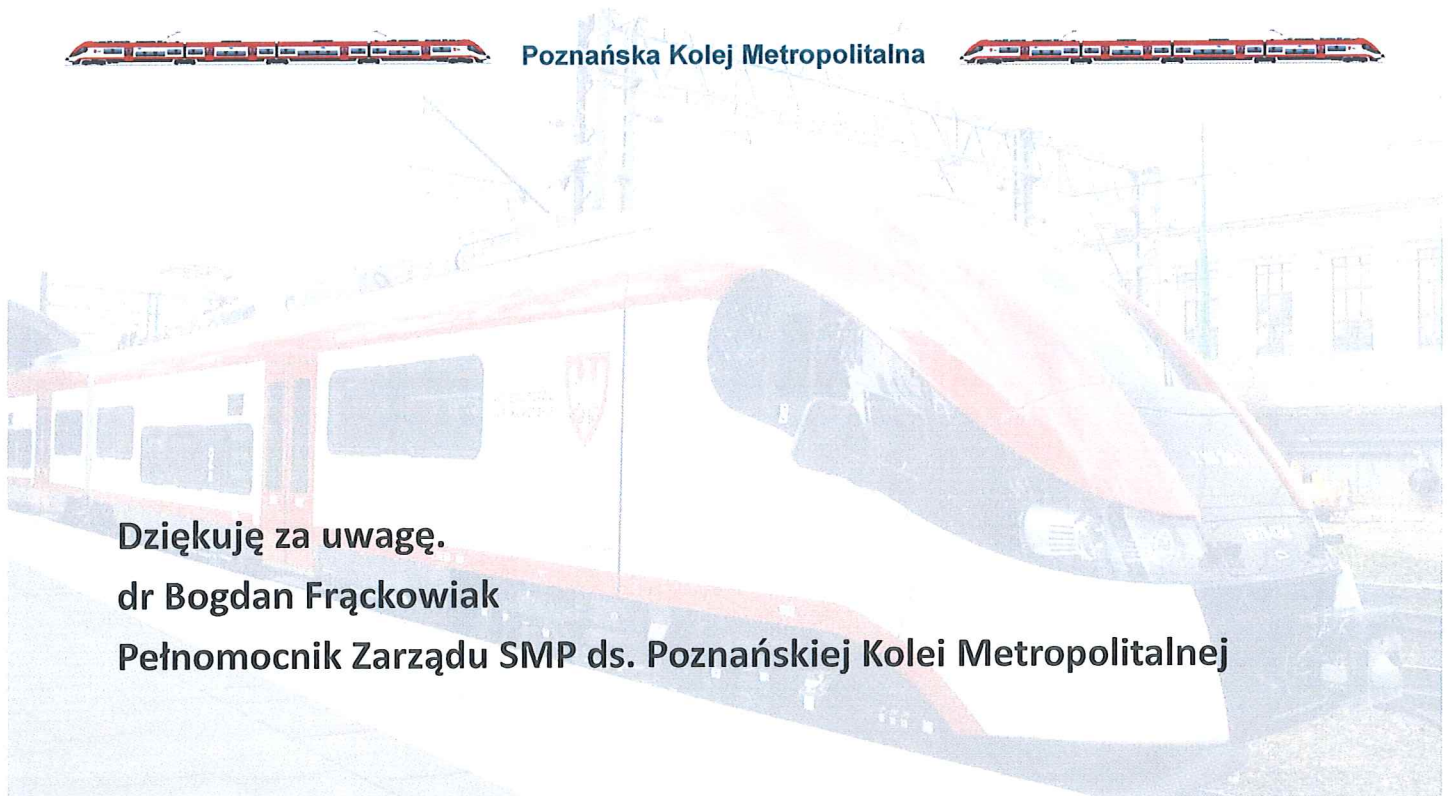 Poznańska Kolej Metropolitalna
Dziękuję za uwagę.
dr Bogdan Frąckowiak
Pełnomocnik Zarządu SMP ds. Poznańskiej Kolei Metropolitalnej